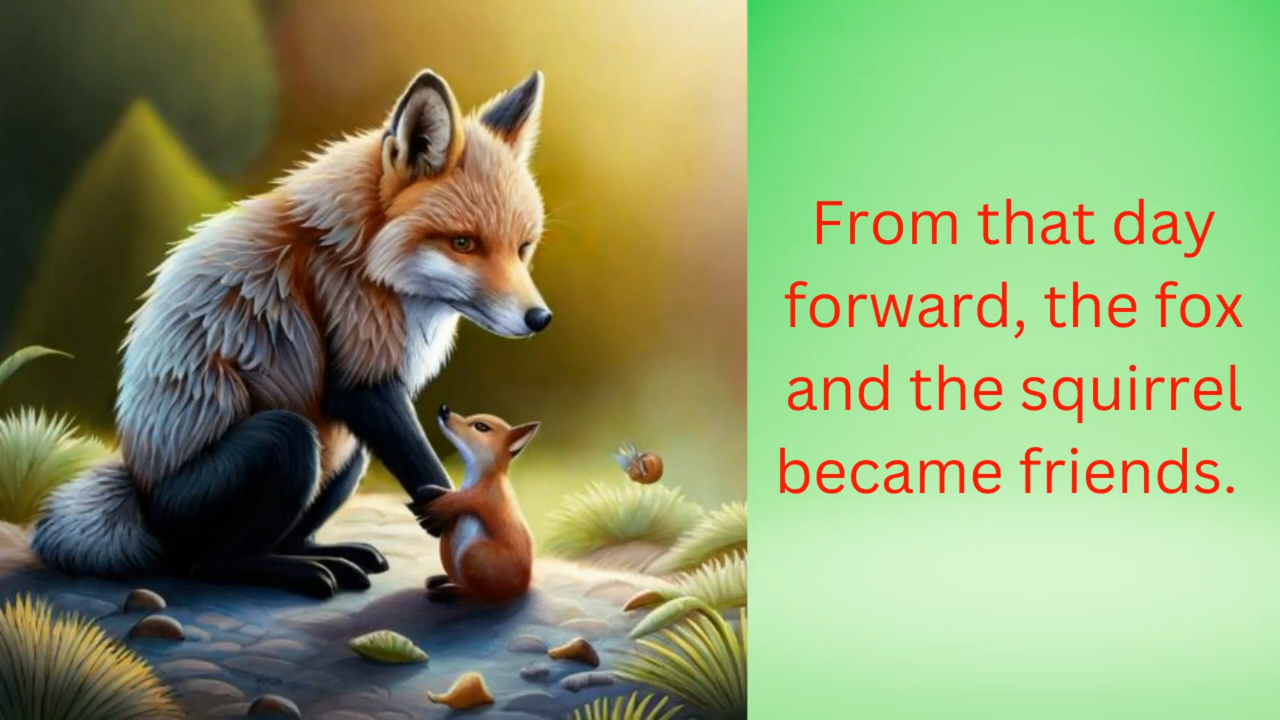 From that day
forward, the fox
and the squirrel
became friends.